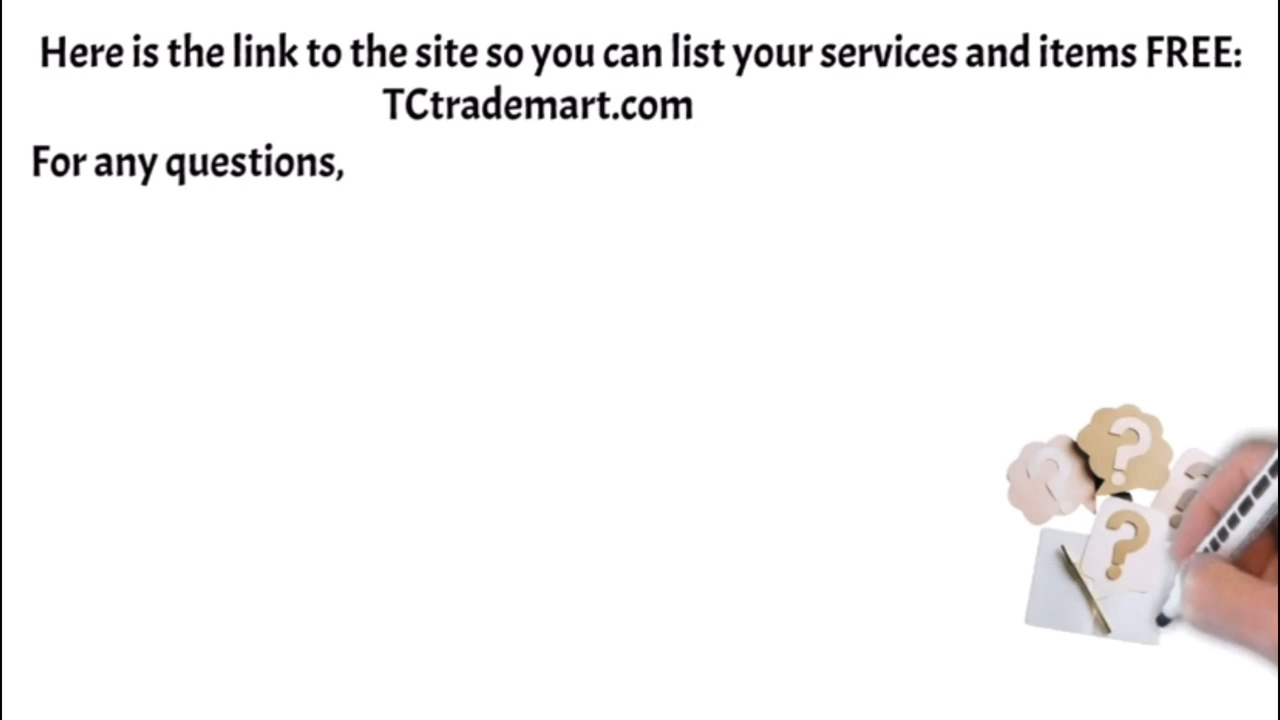 Here is the link to the site so you can list your services and items FREE:
TCtrademart.com
For any questions,
? ? ? ?